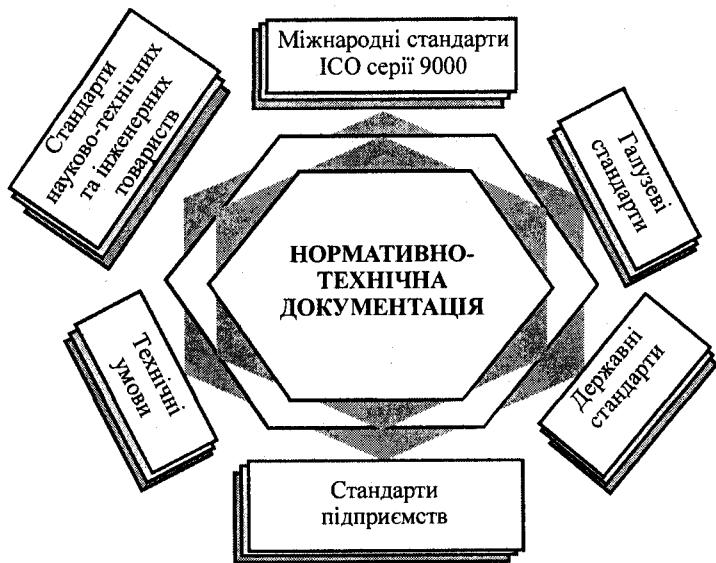 Міжнародні стандарти
ІСО серії 9000
Стандарти
науково-технічних
та інженерних
товариств
Галузеві
стандарти
НОРМАТИВНО-
ТЕХНІЧНА
ДОКУМЕНТАЦІЯ
Технічні
умови
Державні
стандарти
Стандарти
підприємств